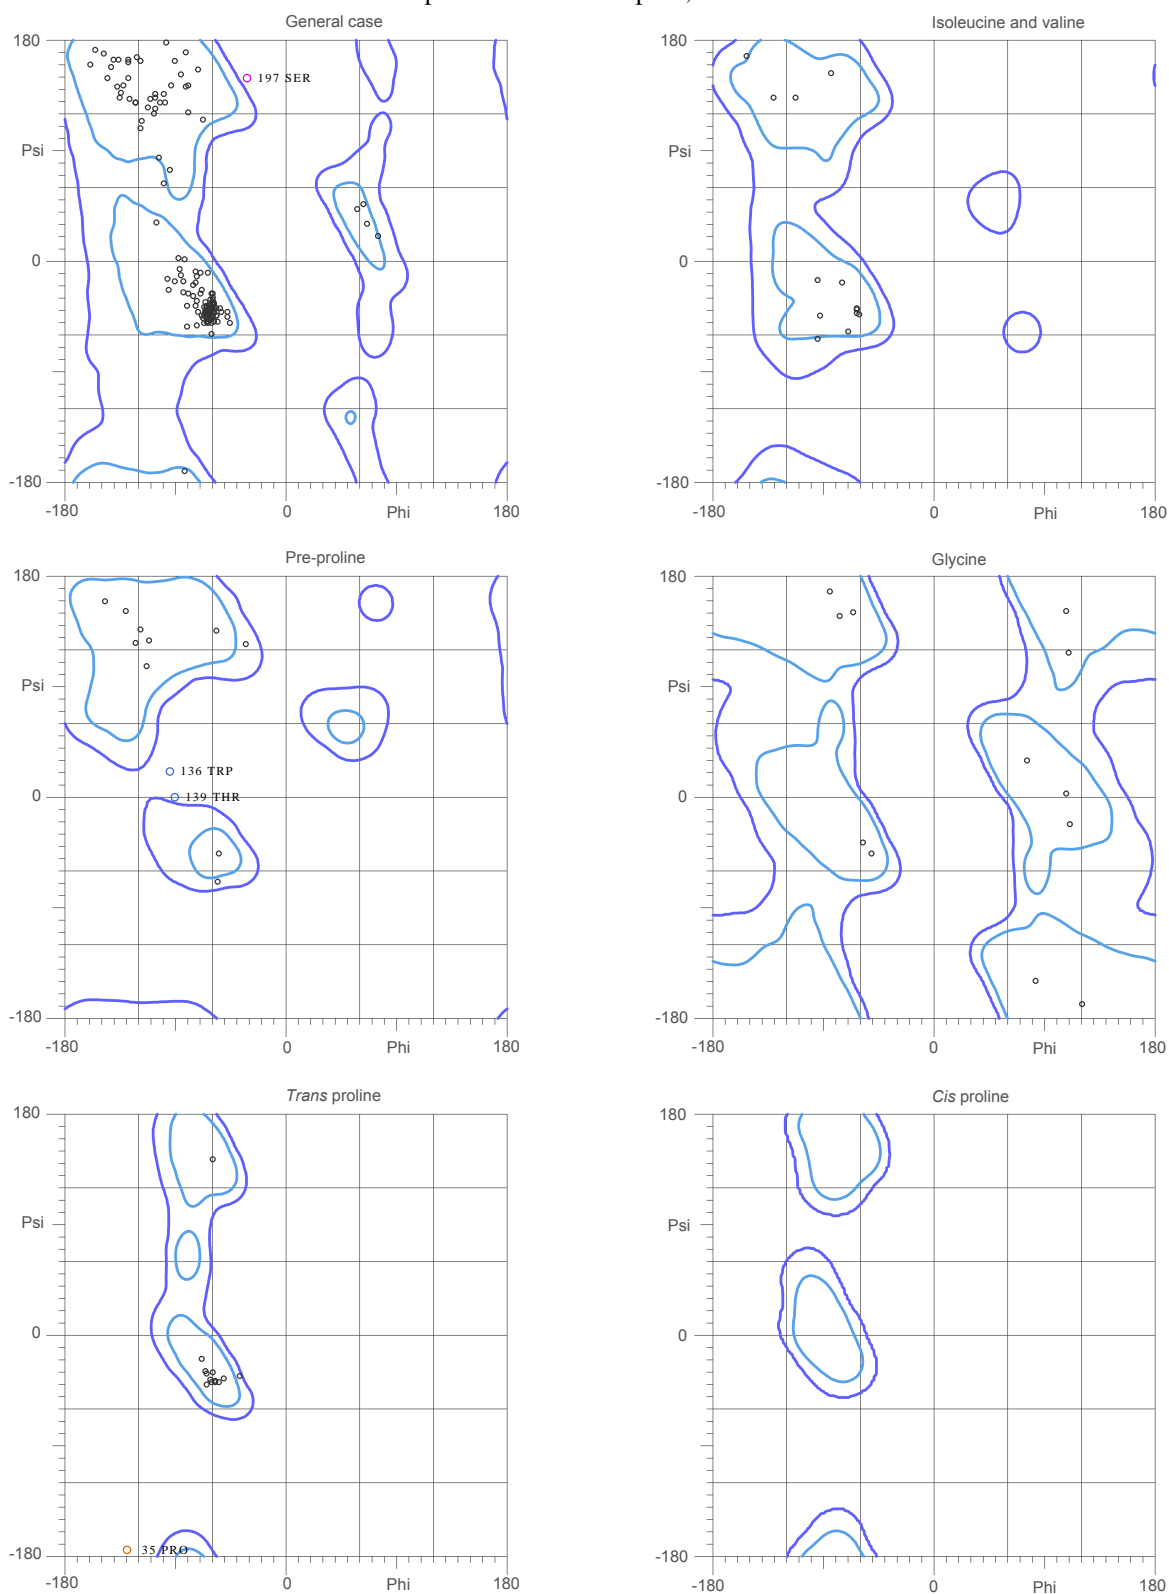 General case
Isoleucine and valine
180
197 SER
180
Psi
Psi
0
0
-180
-180
-180
0
Phi
180
-180
0
Phi
180
Pre-proline
Glycine
180
180
Psi
Psi
136 TRP
0
139 THR
0
-180
-180
-180
0
Phi
180
-180
0
Phi
180
Trans proline
Cis proline
180
180
Psi
Psi
0
0
-180
35 PRO
-180
-180
0
Phi
180
-180
0
Phi
180